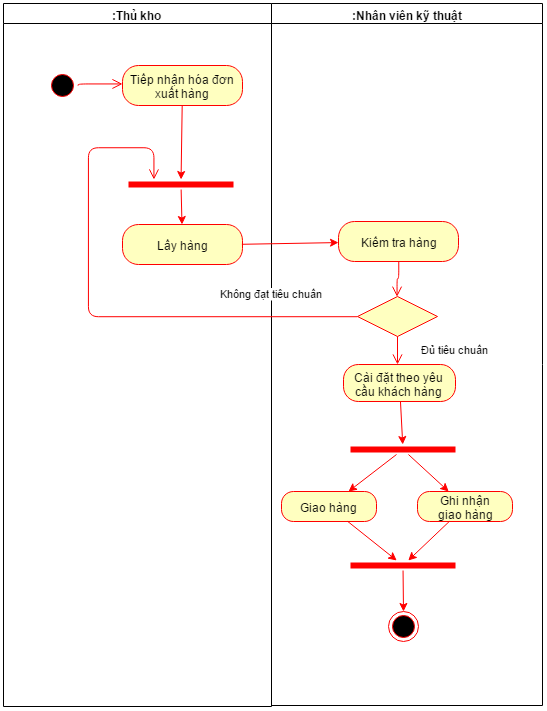 :Thủ kho
:Nhân viên kỹ thuật
Tiếp nhận hóa đơn
xuất hàng
Lấy hàng
Kiểm tra hàng
Không đạt tiêu chuẩn
Đủ tiêu chuẩn
Cài đặt theo yêu
cầu khách hàng
Giao hàng
Ghi nhận
giao hàng